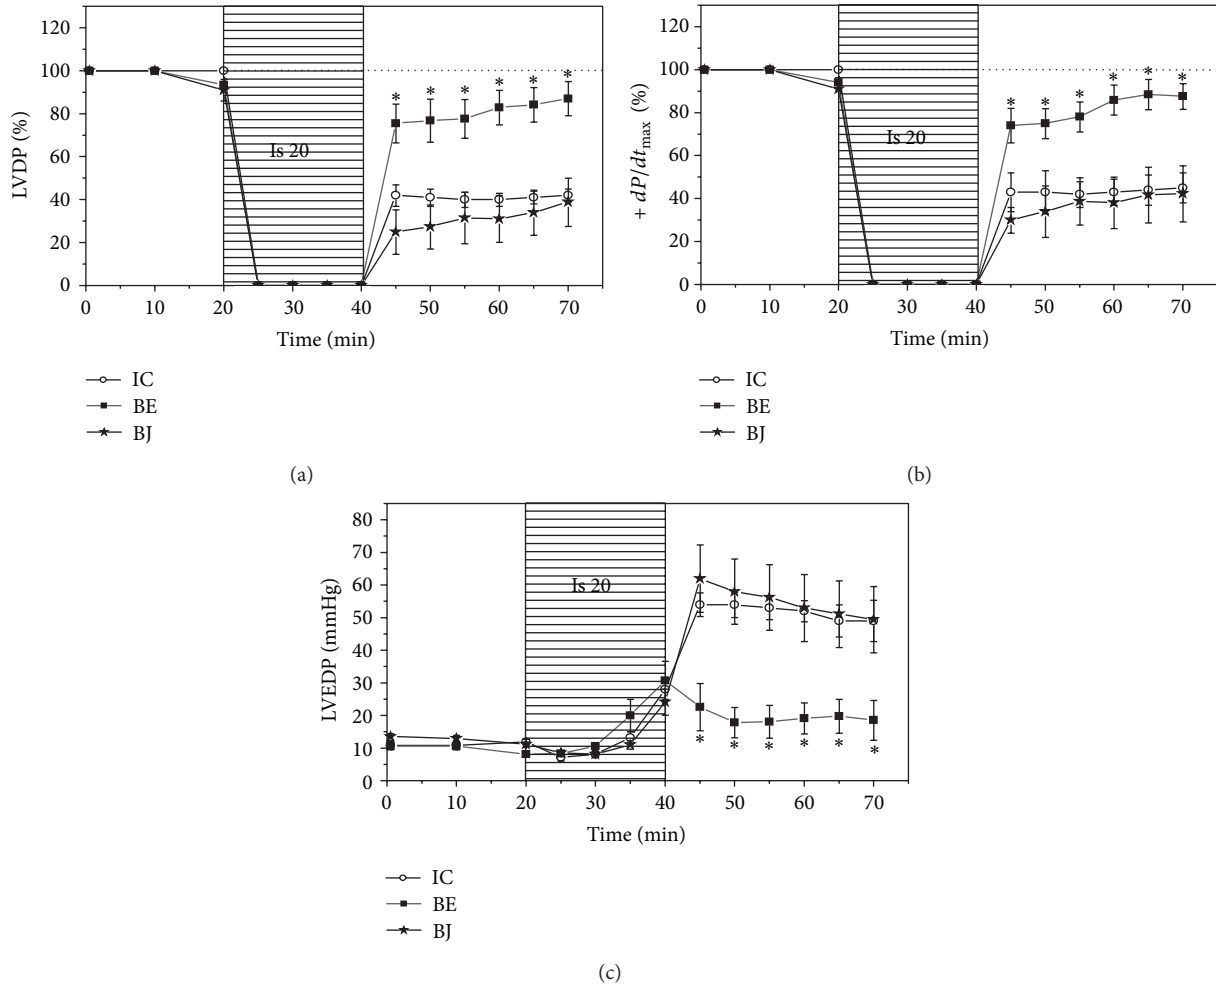 120
100
80
60
40
20
0
LVDP (%)
Is 20
* * * * * *
0 10 20 30 40 50 60 70
Time (min)
IC
BE
BJ
(a)
120
100
80
60
40
20
0
+ dP/dtmax (%)
Is 20
* * * * * *
0 10 20 30 40 50 60 70
Time (min)
IC
BE
BJ
(b)
80
70
60
50
40
30
20
10
0
LVEDP (mmHg)
Is 20
* * * * * *
0 10 20 30 40 50 60 70
Time (min)
IC
BE
BJ
(c)